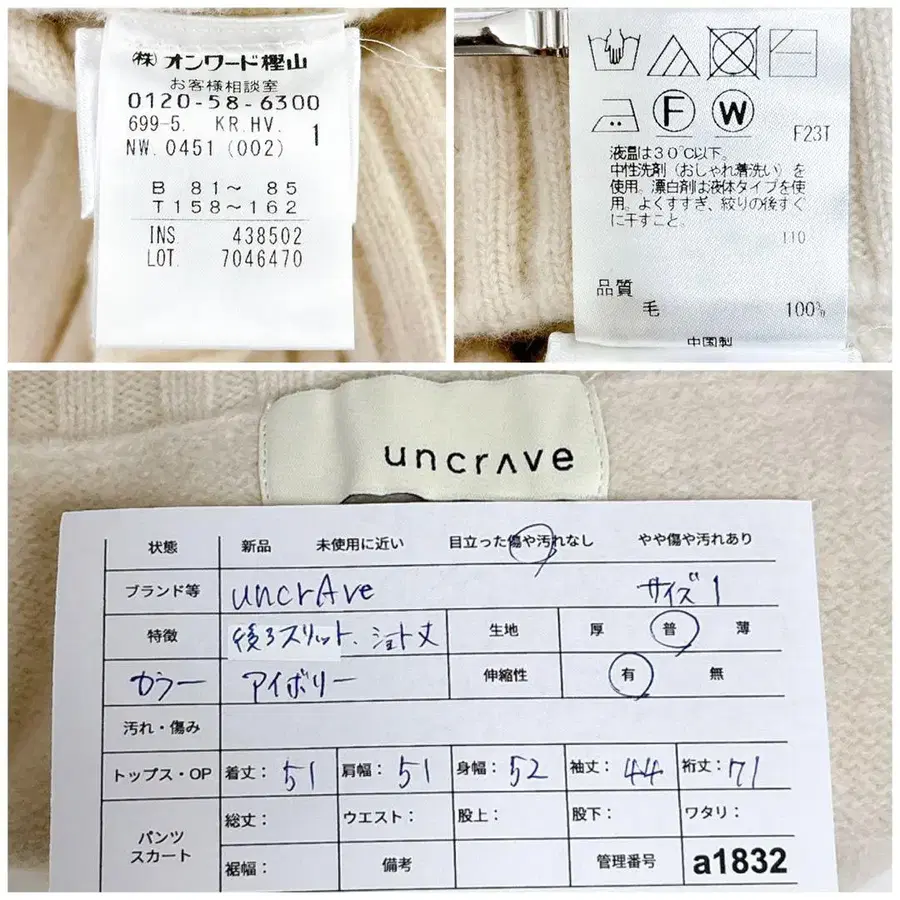 ㈱ オンワード樫山
お客様相談室
0120-58-6300
699-5. KR.HV. 1
NW. 0451 (002)
B 81～ 85
T 158～162
INS. 438502
LOT. 7046470
F W
F23T
液温は30℃以下。
中性洗剤（おしゃれ着洗い）を
使用。漂白剤は液体タイプを使
用。よくすすぎ、絞りの後すぐ
に干すこと。
110
品質
毛 100%
中国製
uncrʌve
状態 新品 未使用に近い 目立った傷や汚れなし やや傷や汚れあり
ブランド等 uncrAve サイズ 1
特徴 後ろスリット、ショート丈 生地 厚 普 薄
カラー アイボリー 伸縮性 有 無
汚れ・傷み
トップス・OP 着丈：51 肩幅：51 身幅：52 袖丈：44 裄丈：71
パンツ スカート 総丈： ウエスト： 股上： 股下： ワタリ：
裾幅： 備考 管理番号 a1832